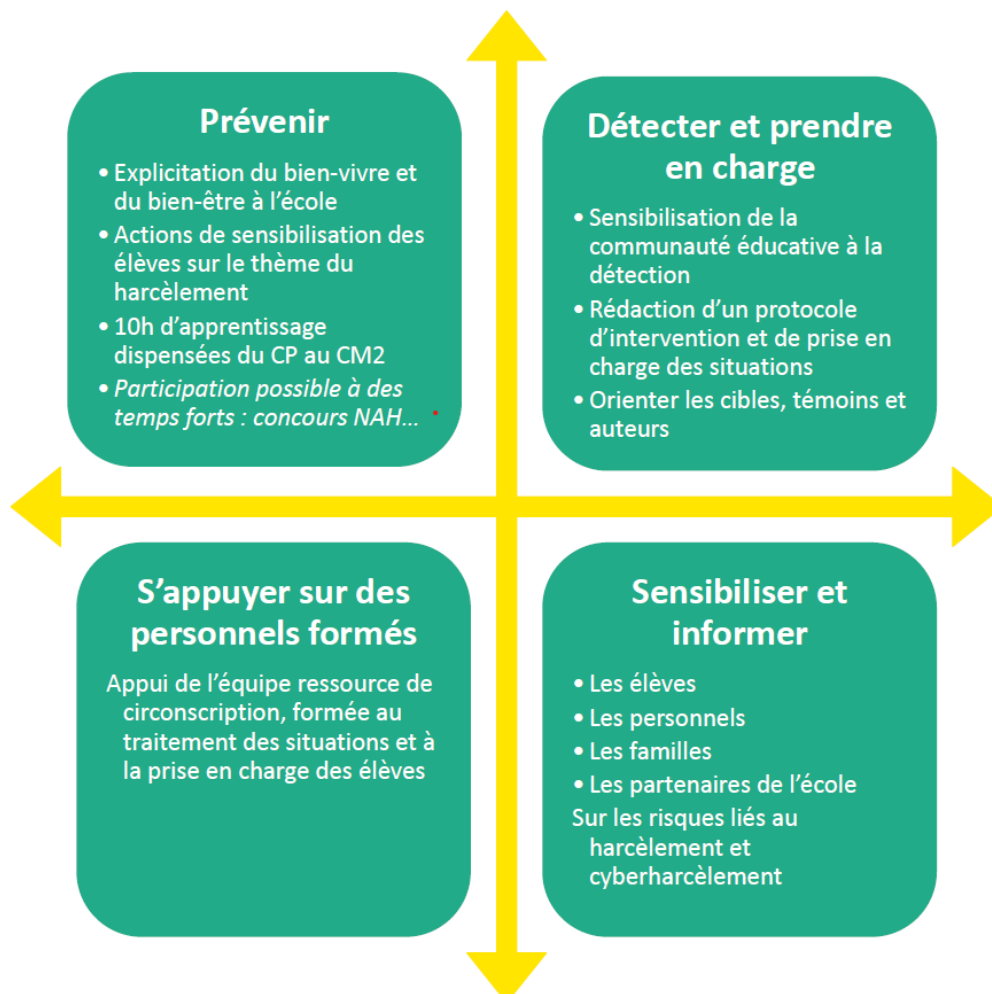 Prévenir
• Explicitation du bien-vivre et
du bien-être à l’école
• Actions de sensibilisation des
élèves sur le thème du
harcèlement
• 10h d’apprentissage
dispensées du CP au CM2
• Participation possible à des
temps forts : concours NAH…
Détecter et prendre
en charge
• Sensibilisation de la
communauté éducative à la
détection
• Rédaction d’un protocole
d’intervention et de prise en
charge des situations
• Orienter les cibles, témoins et
auteurs
S’appuyer sur des
personnels formés
Appui de l’équipe ressource de
circonscription, formée au
traitement des situations et à
la prise en charge des élèves
Sensibiliser et
informer
• Les élèves
• Les personnels
• Les familles
• Les partenaires de l’école
Sur les risques liés au
harcèlement et
cyberharcèlement